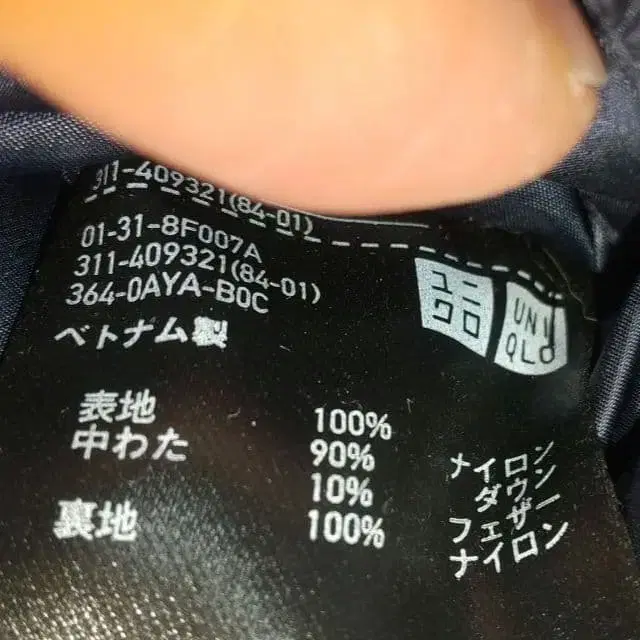 311-409321(84-01)
01-31-8F007A
311-409321(84-01)
364-0AYA-B0C
ユニ
クロ
UNI
QLO
ベトナム製
表地 100% ナイロン
中わた 90% ダウン
10% フェザー
裏地 100% ナイロン